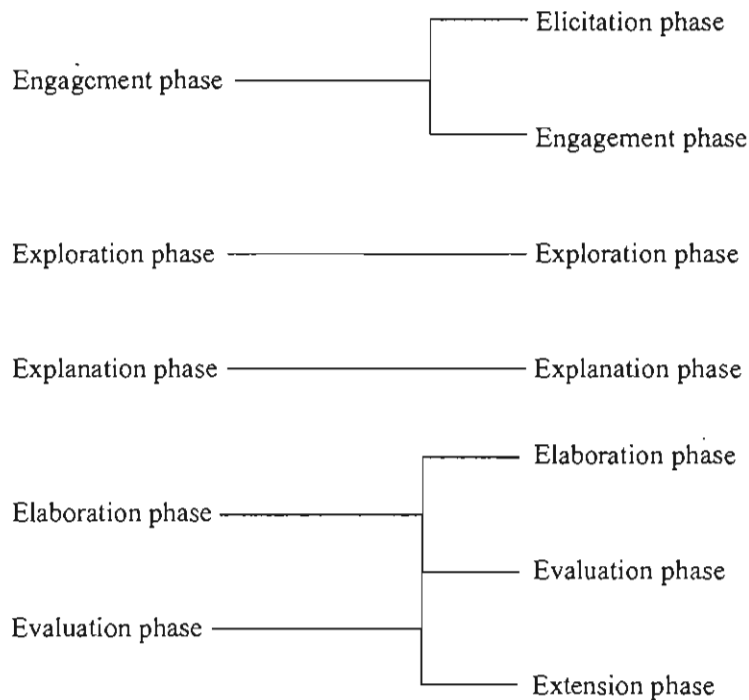 Elicitation phase
Engagement phase
Engagement phase
Exploration phase Exploration phase
Explanation phase Explanation phase
Elaboration phase
Elaboration phase
Evaluation phase
Evaluation phase
Extension phase